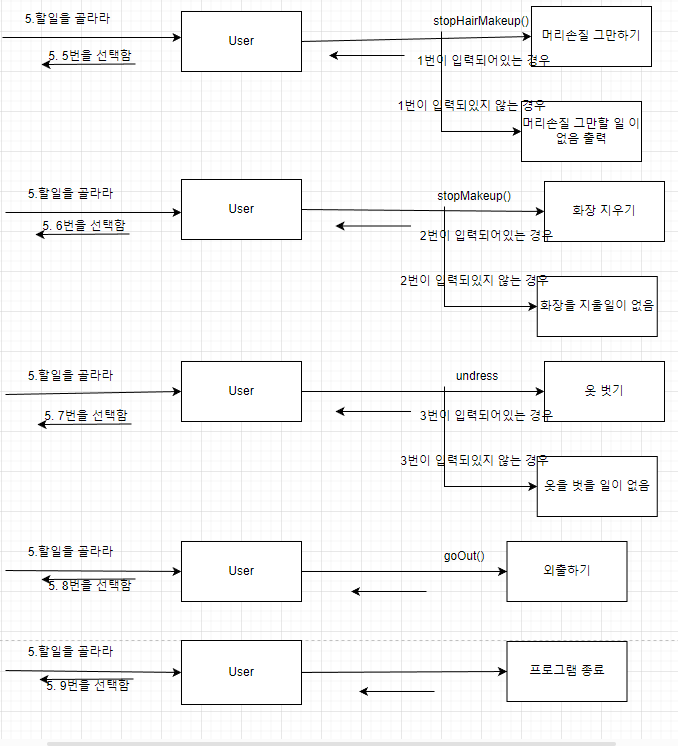 5.할일을 골라라
User
stopHairMakeup()
머리손질 그만하기
5. 5번을 선택함
1번이 입력되어있는 경우
1번이 입력되있지 않는 경우
머리손질 그만할 일 이
없음 출력
5.할일을 골라라
User
stopMakeup()
화장 지우기
5. 6번을 선택함
2번이 입력되어있는 경우
2번이 입력되있지 않는 경우
화장을 지울일이 없음
5.할일을 골라라
User
undress
옷 벗기
5. 7번을 선택함
3번이 입력되어있는 경우
3번이 입력되있지 않는 경우
옷을 벗을 일이 없음
5.할일을 골라라
User
goOut()
외출하기
5. 8번을 선택함
5.할일을 골라라
User
프로그램 종료
5. 9번을 선택함